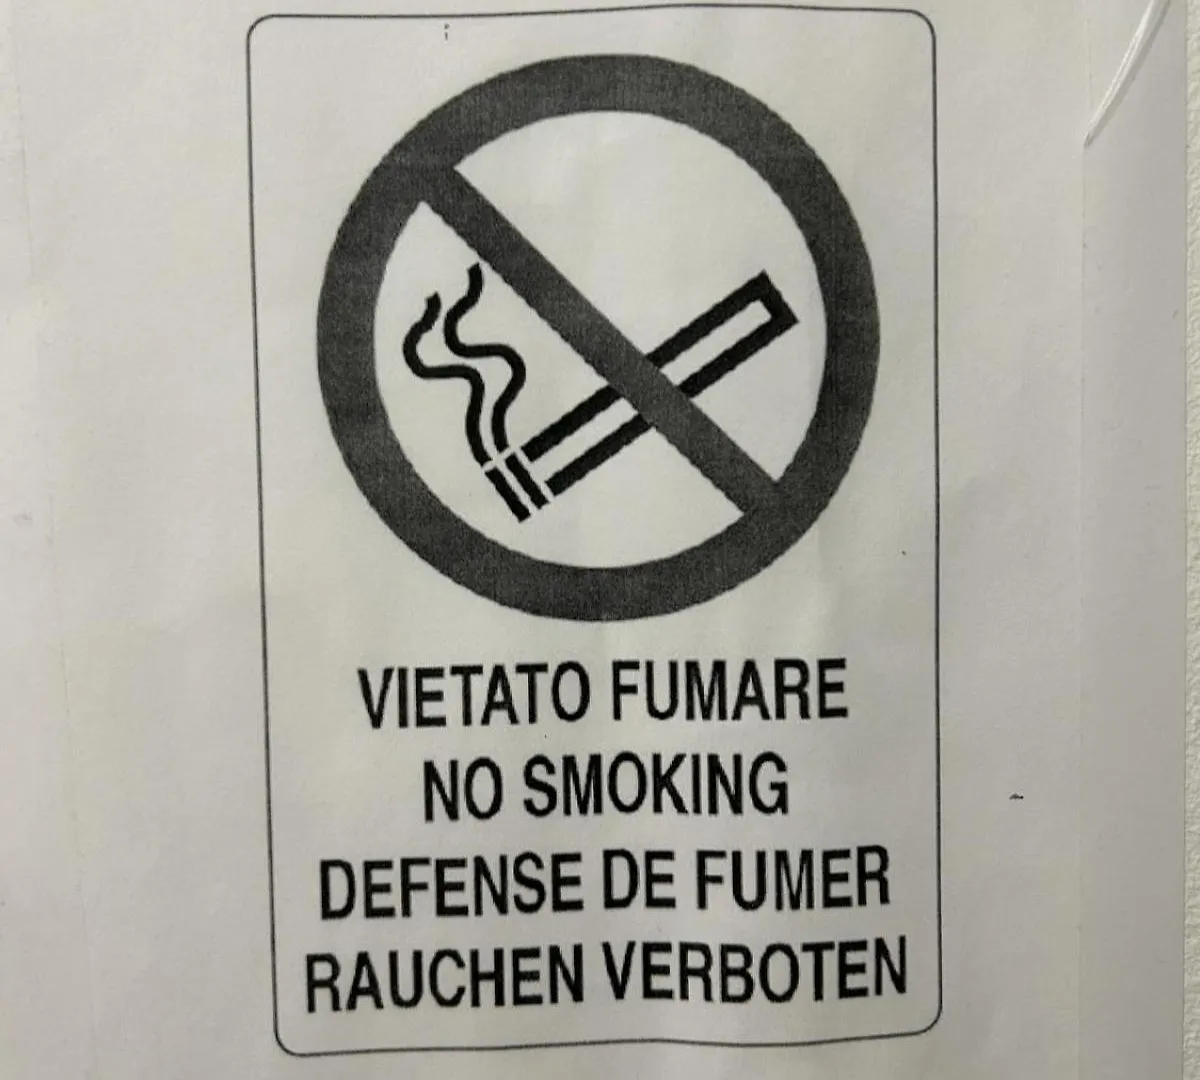 VIETATO FUMARE
NO SMOKING
DEFENSE DE FUMER
RAUCHEN VERBOTEN